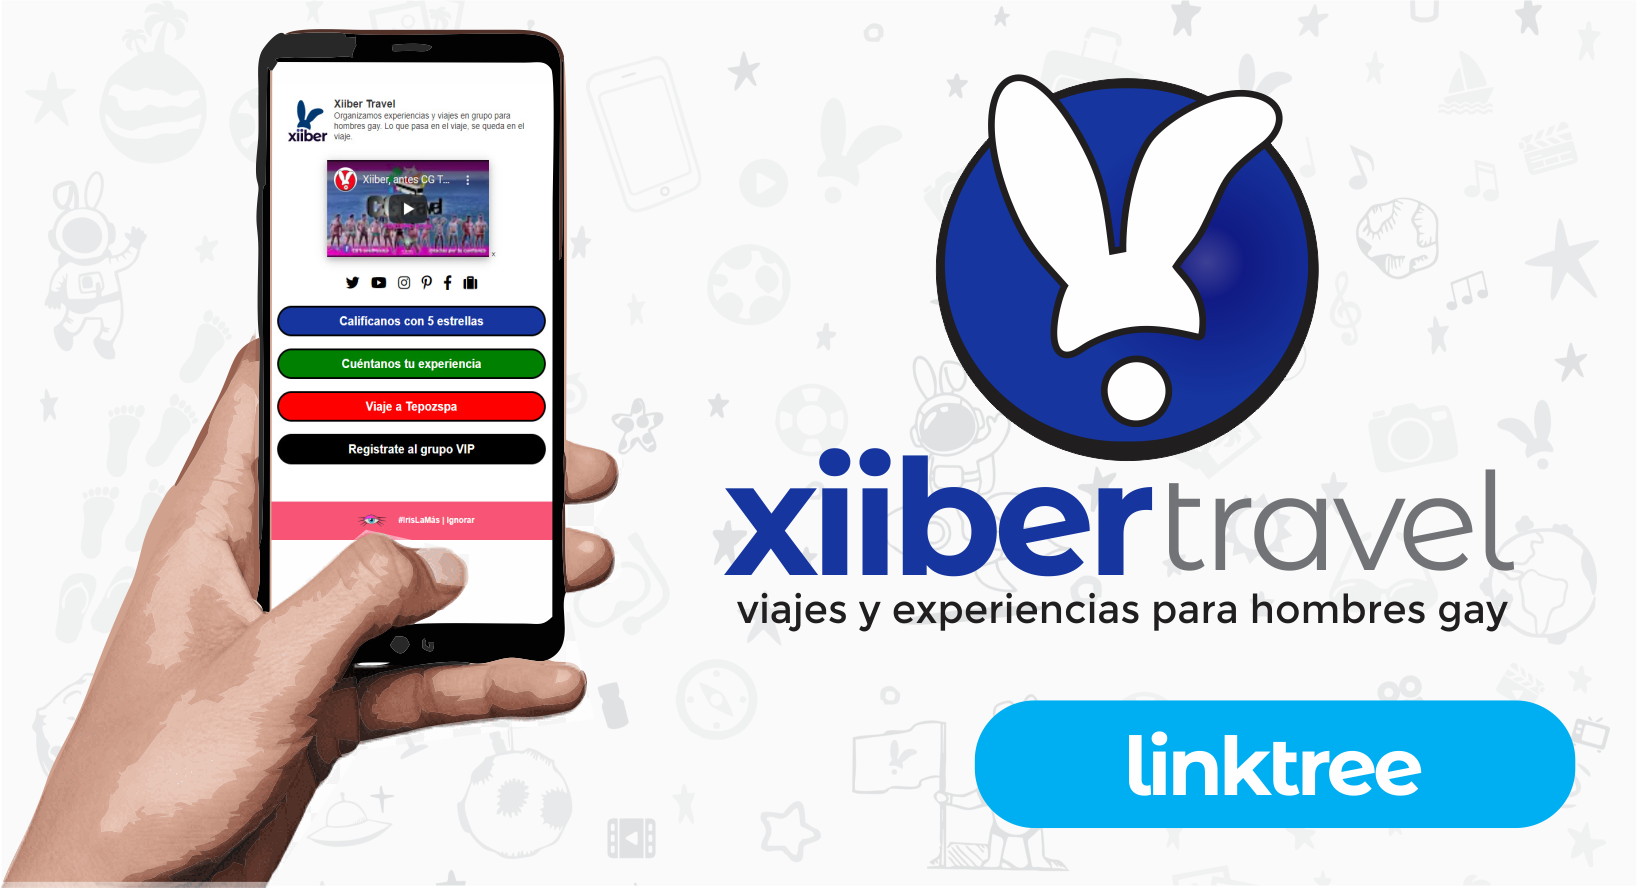 Xiiber Travel
Organizamos experiencias y viajes en grupo para
hombres gay. Lo que pasa en el viaje, se queda en el
viaje.
xiiber
Xiiber, antes CG T...
x
Calificanos con 5 estrellas
Cuéntanos tu experiencia
Viaje a Tepozspa
Registrate al grupo VIP
#IrisLaMás | Ignorar
xiiber travel
viajes y experiencias para hombres gay
linktree